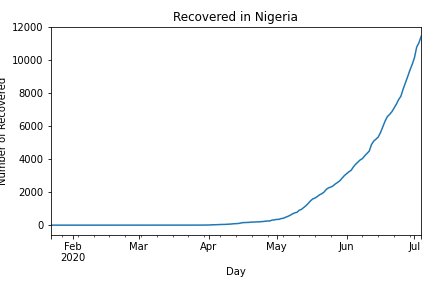 Recovered in Nigeria
12000
10000
8000
6000
4000
2000
0
Number of Recovered
Feb
2020
Mar
Apr
May
Jun
Jul
Day